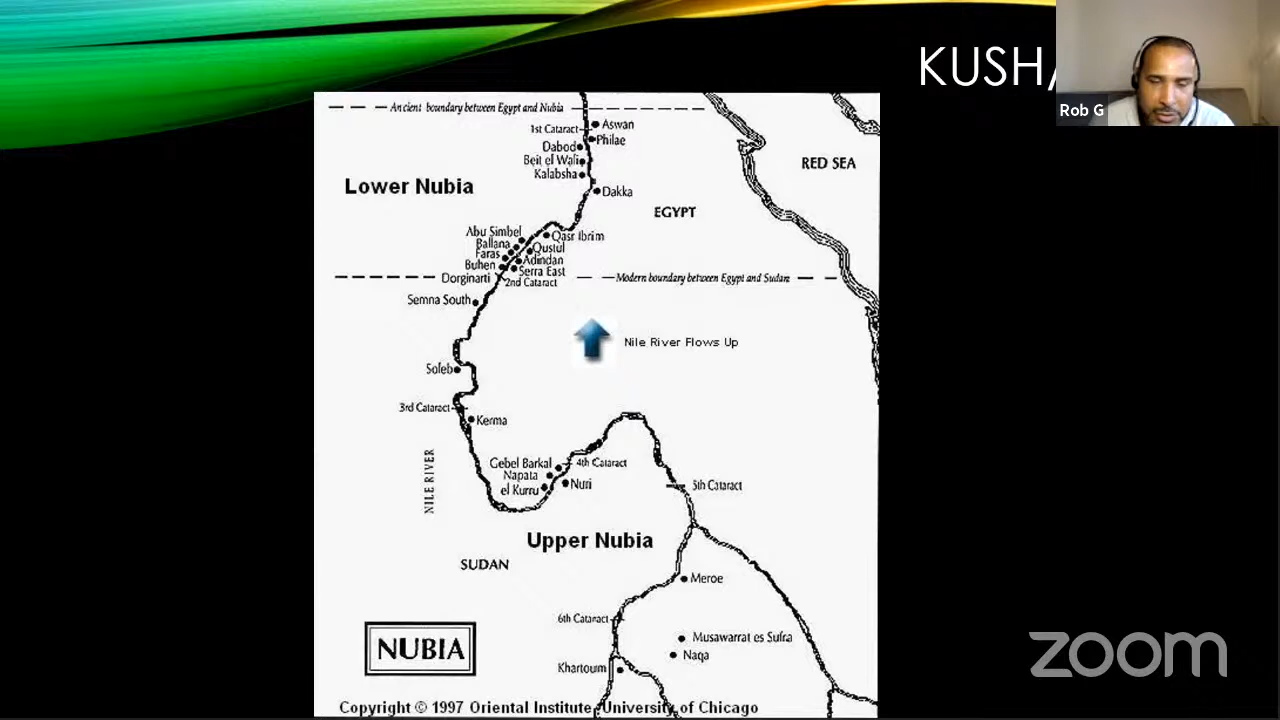 KUSH/
Rob G
Ancient boundary between Egypt and Nubia
Aswan
1st Cataract
Philae
Dabod
Beit el Wali
Kalabsha
RED SEA
Lower Nubia
Dakka
EGYPT
Abu Simbel
Qasr Ibrim
Ballana
Qustul
Faras
Adindan
Buhen
Serra East
Dorginarti
2nd Cataract
Modern boundary between Egypt and Sudan
Semna South
Nile River Flows Up
Soleb
3rd Cataract
Kerma
NILE RIVER
Gebel Barkal
4th Cataract
Napata
el Kurru
Nuri
5th Cataract
Upper Nubia
SUDAN
Meroe
6th Cataract
Musawarrat es Sufra
Naqa
Khartoum
NUBIA
zoom
Copyright © 1997 Oriental Institute, University of Chicago